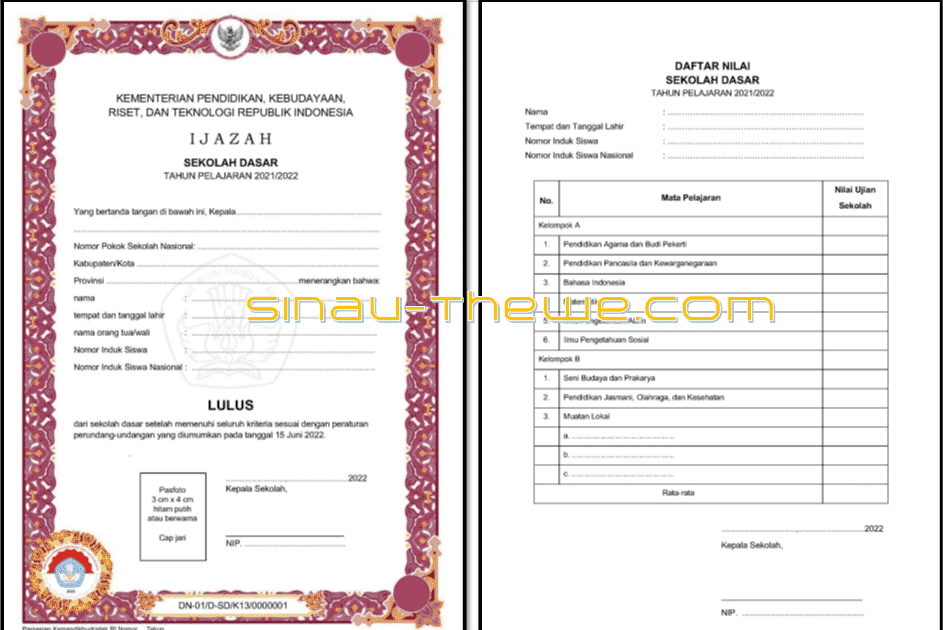 KEMENTERIAN PENDIDIKAN, KEBUDAYAAN,
RISET, DAN TEKNOLOGI REPUBLIK INDONESIA
IJAZAH
SEKOLAH DASAR
TAHUN PELAJARAN 2021/2022
Yang bertanda tangan di bawah ini, Kepala
Nomor Pokok Sekolah Nasional:
Kabupaten/Kota
Provinsi menerangkan bahwa:
nama :
tempat dan tanggal lahir :
nama orang tua/wali :
Nomor Induk Siswa :
Nomor Induk Siswa Nasional :
LULUS
dari sekolah dasar setelah memenuhi seluruh kriteria sesuai dengan peraturan
perundang-undangan yang diumumkan pada tanggal 15 Juni 2022.
Pasfoto
3 cm x 4 cm
hitam putih
atau berwarna
Cap jari
2022
Kepala Sekolah,
NIP.
DN-01/D-SD/K13/0000001
DAFTAR NILAI
SEKOLAH DASAR
TAHUN PELAJARAN 2021/2022
Nama :
Tempat dan Tanggal Lahir :
Nomor Induk Siswa :
Nomor Induk Siswa Nasional :
No. Mata Pelajaran Nilai Ujian Sekolah
Kelompok A
1. Pendidikan Agama dan Budi Pekerti
2. Pendidikan Pancasila dan Kewarganegaraan
3. Bahasa Indonesia
sinau-thewe.com
6. Ilmu Pengetahuan Sosial
Kelompok B
1. Seni Budaya dan Prakarya
2. Pendidikan Jasmani, Olahraga, dan Kesehatan
3. Muatan Lokal
a.
b.
c.
Rata-rata
2022
Kepala Sekolah,
NIP.